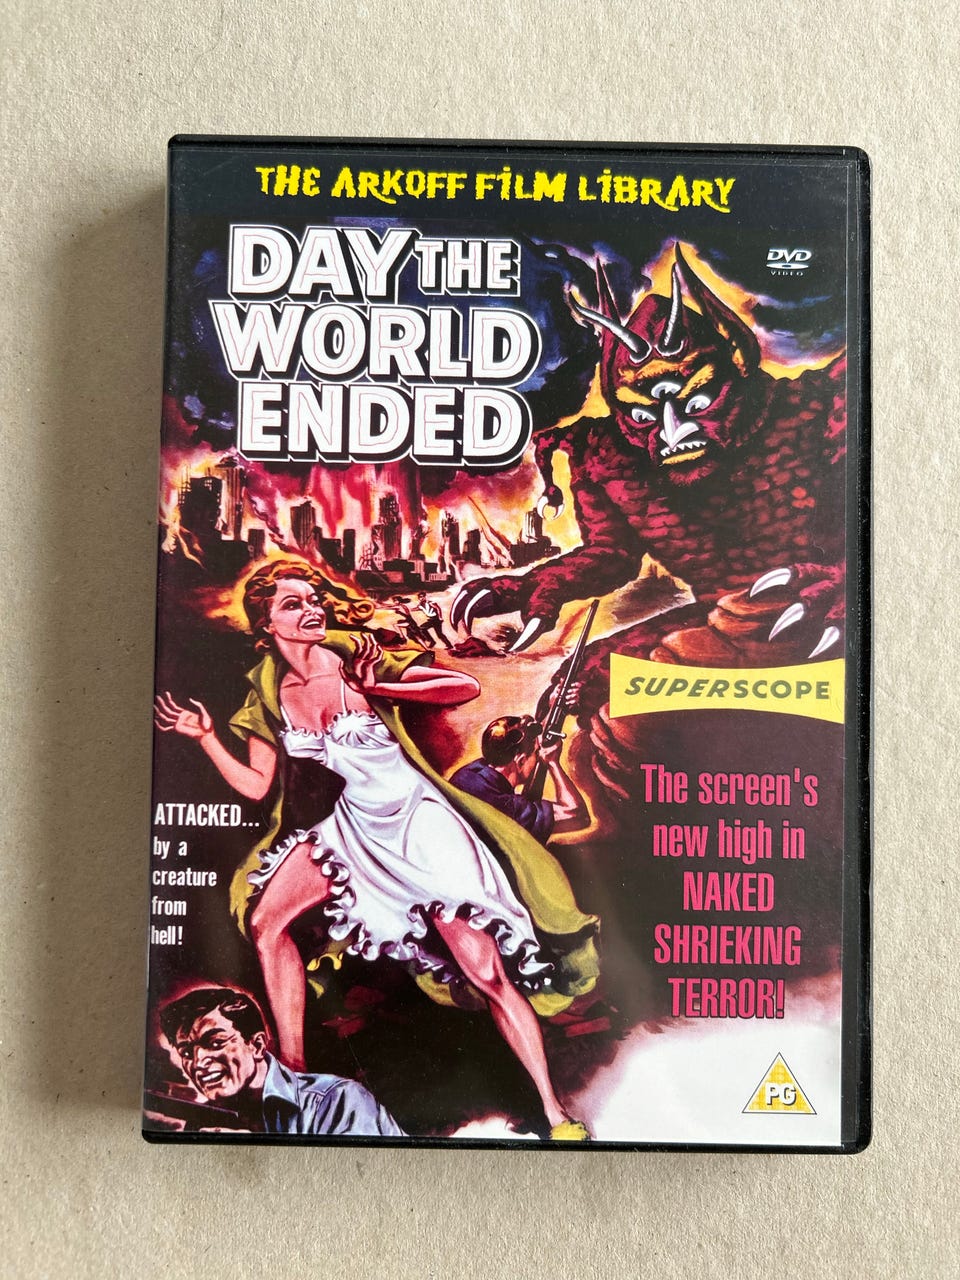 THE ARKOFF FILM LIBRARY
DAY THE
WORLD
ENDED
DVD
VIDEO
SUPERSCOPE
ATTACKED...
by a
creature
from
hell!
The screen's
new high in
NAKED
SHRIEKING
TERROR!
PG